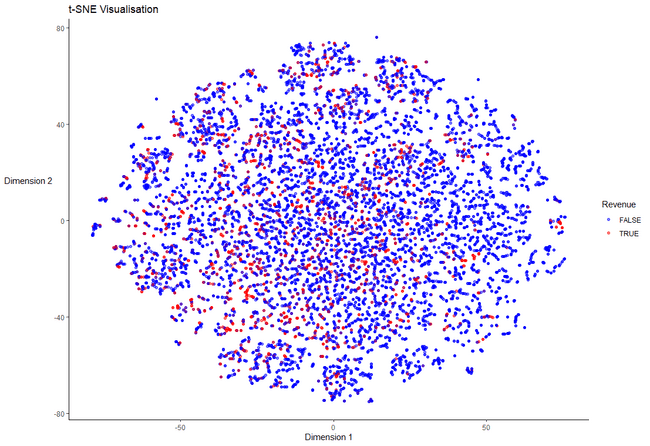 t-SNE Visualisation
80
40
0
-40
-80
Dimension 2
-50
0
50
Dimension 1
Revenue
FALSE
TRUE